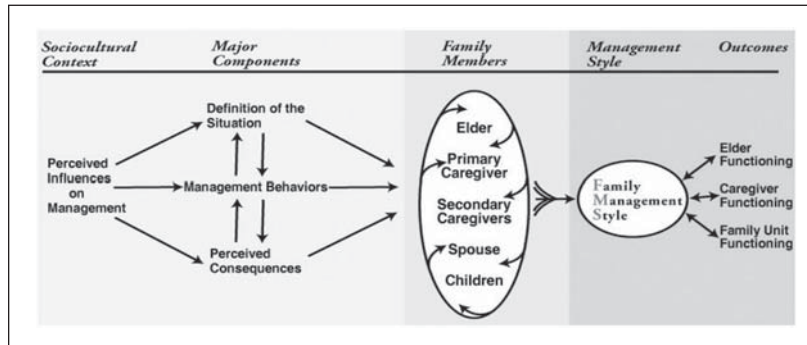 Sociocultural
Context
Major
Components
Family
Members
Management
Style
Outcomes
Perceived
Influences
on
Management
Definition of the
Situation
Management Behaviors
Perceived
Consequences
Elder
Primary
Caregiver
Secondary
Caregivers
Spouse
Children
Family
Management
Style
Elder
Functioning
Caregiver
Functioning
Family Unit
Functioning